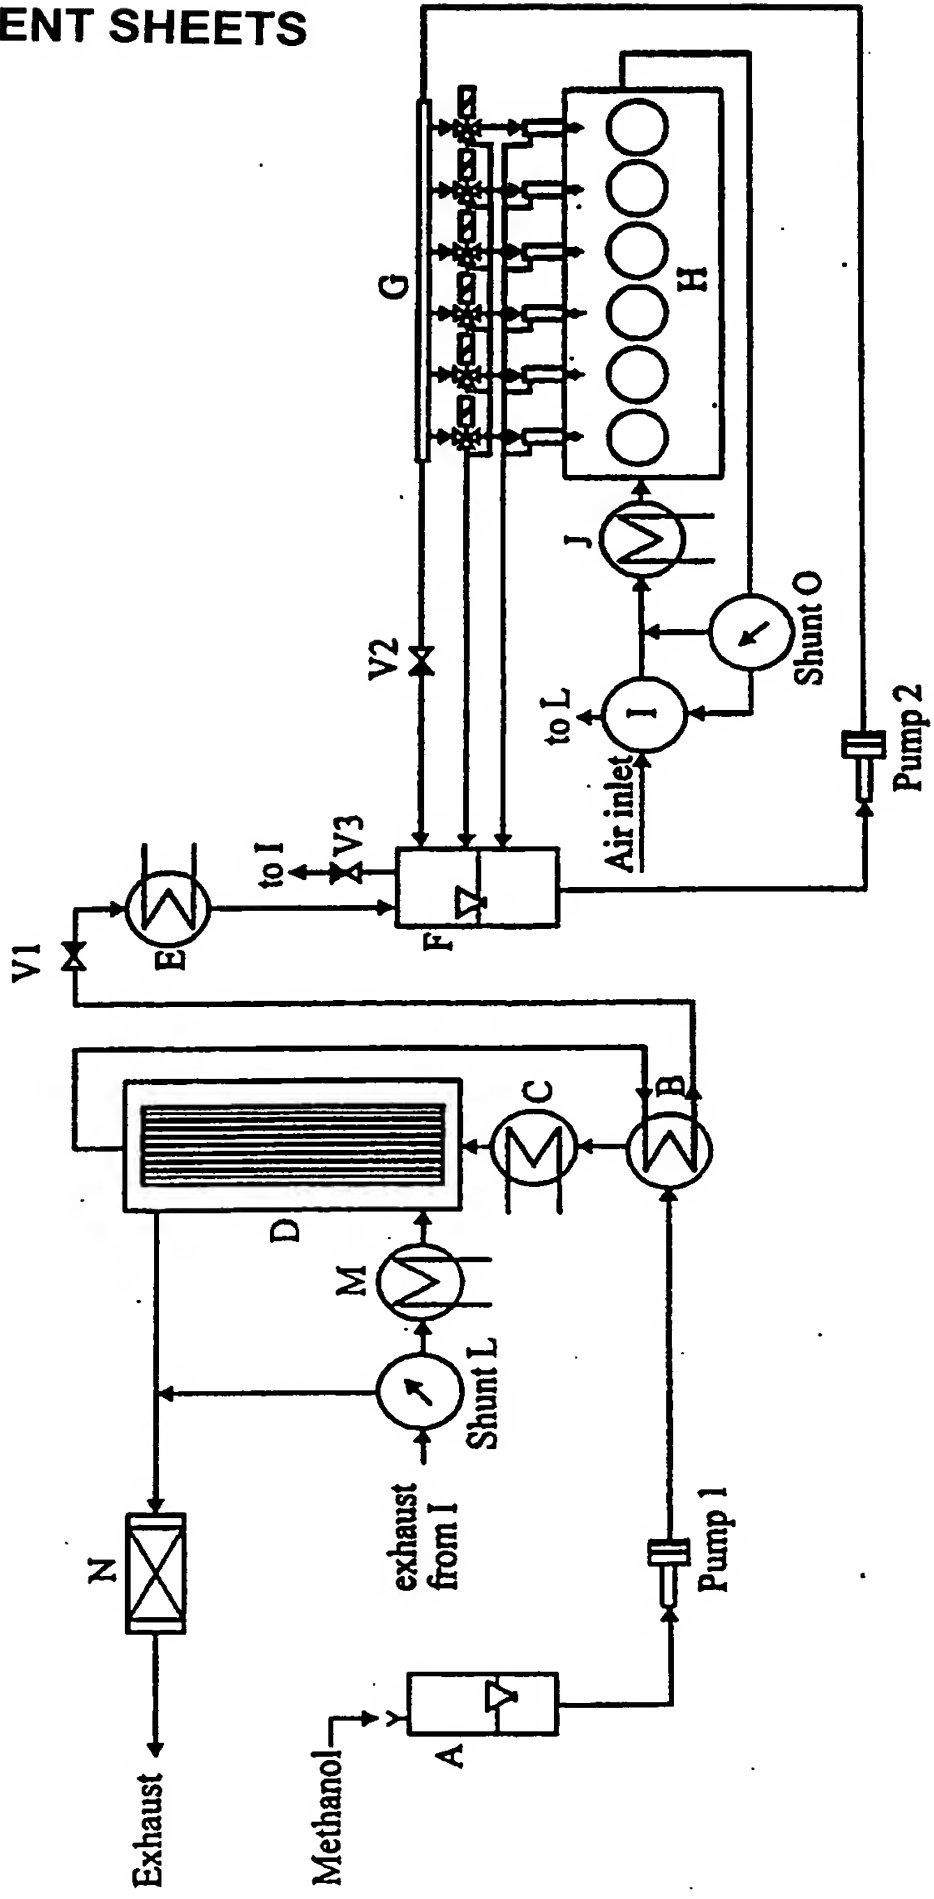 ENT SHEETS
V1
E
to I
V3
F
V2
G
H
J
to L
I
Air inlet
Shunt O
Pump 2
D
C
B
M
Shunt L
exhaust
from I
N
Exhaust
Methanol
A
Pump 1